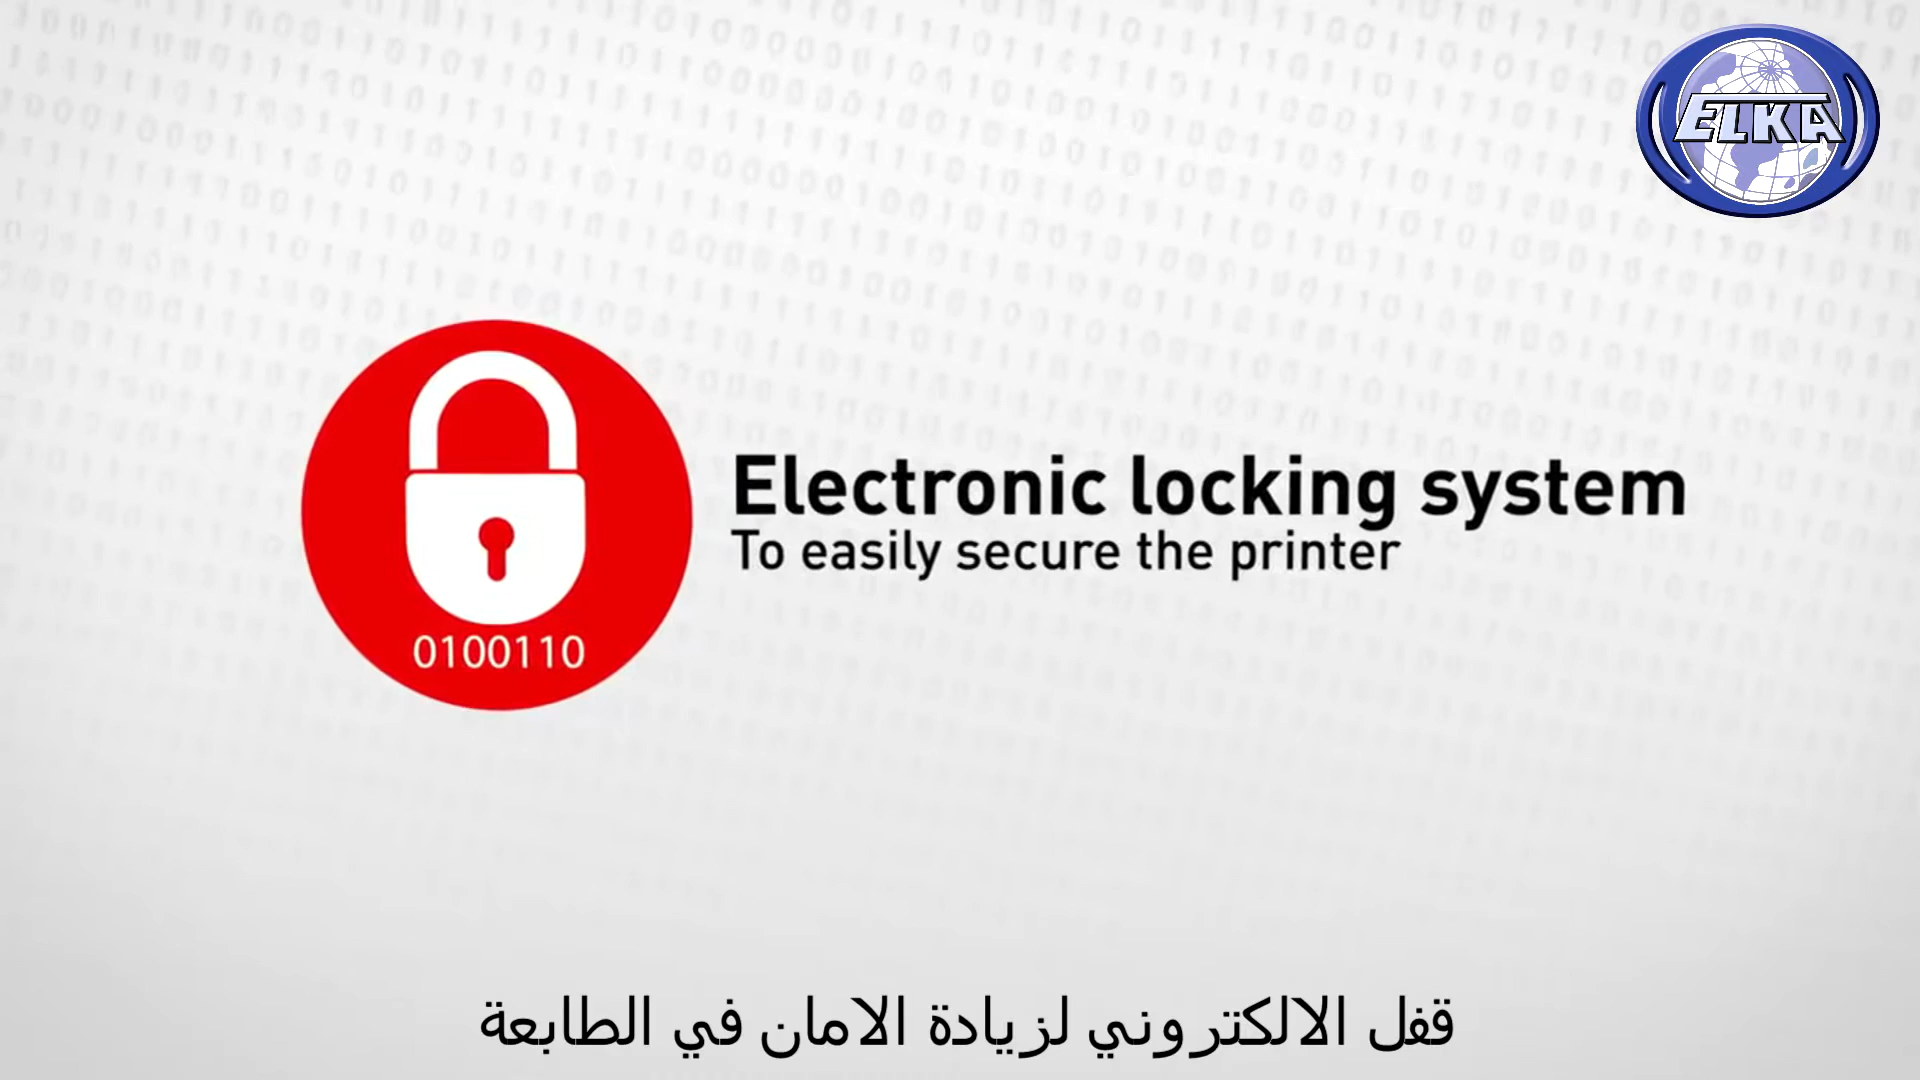 ELKA
Electronic locking system
To easily secure the printer
0100110
قفل الالكتروني لزيادة الامان في الطابعة